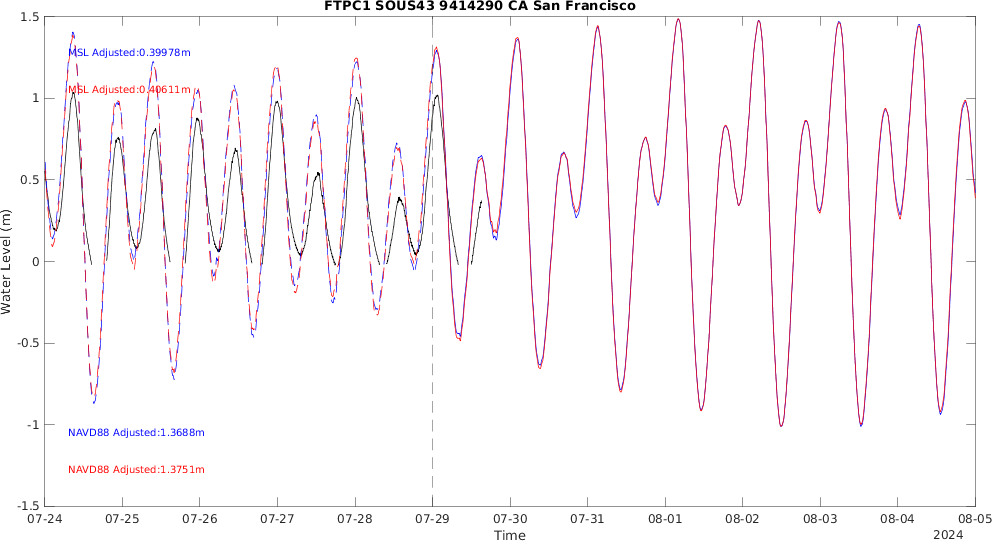 FTPC1 SOUS43 9414290 CA San Francisco
1.5
MSL Adjusted:0.39978m
MSL Adjusted:0.40611m
1
0.5
Water Level (m)
0
-0.5
-1
NAVD88 Adjusted:1.3688m
NAVD88 Adjusted:1.3751m
-1.5
07-24 07-25 07-26 07-27 07-28 07-29 07-30 07-31 08-01 08-02 08-03 08-04 08-05
Time
2024